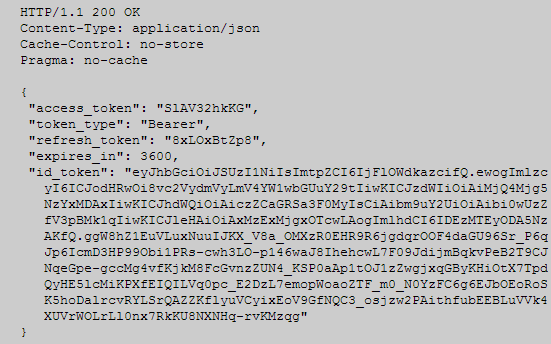 HTTP/1.1 200 OK
Content-Type: application/json
Cache-Control: no-store
Pragma: no-cache
{
"access_token": "SlAV32hkKG",
"token_type": "Bearer",
"refresh_token": "8xLOxBtZp8",
"expires_in": 3600,
"id_token": "eyJhbGciOiJSUzI1NiIsImtpZCI6IjFlOWdkazcifQ.ewogImlzc
yI6ICJodHRwOi8vc2VydmVyLmV4YW1wbGUuY29tIiwKICJzdWIiOiAiMjQ4Mjg5
NzYxMDAxIiwKICJhdWQiOiAiczZCaGRSa3F0MyIsCiAibm9uY2UiOiAibi0wUzZ
fV3pBMk1qIiwKICJleHAiOiAxMzExMjgxOTcwLAogImlhdCI6IDEzMTEyODA5Nz
AKfQ.ggW8hZ1EuVLuxNuuIJKX_V8a_OMXzR0EHR9R6jgdqrOOF4daGU96Sr_P6q
Jp6IcmD3HP99Obi1PRs-cwh3LO-p146waJ8IhehcwL7F09JdijmBqkvPeB2T9CJ
NqeGpe-gccMg4vfKjkM8FcGvnzZUN4_KSP0aAp1tOJ1zZwgjxqGByKHiOtX7Tpd
QyHE5lcMiKPXfEIQILVq0pc_E2DzL7emopWoaoZTF_m0_N0YzFC6g6EJbOEoRoS
K5hoDalrcvRYLSrQAZZKflyuVCyixEoV9GfNQC3_osjzw2PAithfubEEBLuVVk4
XUVrWOLrLl0nx7RkKU8NXNHq-rvKMzqg"
}